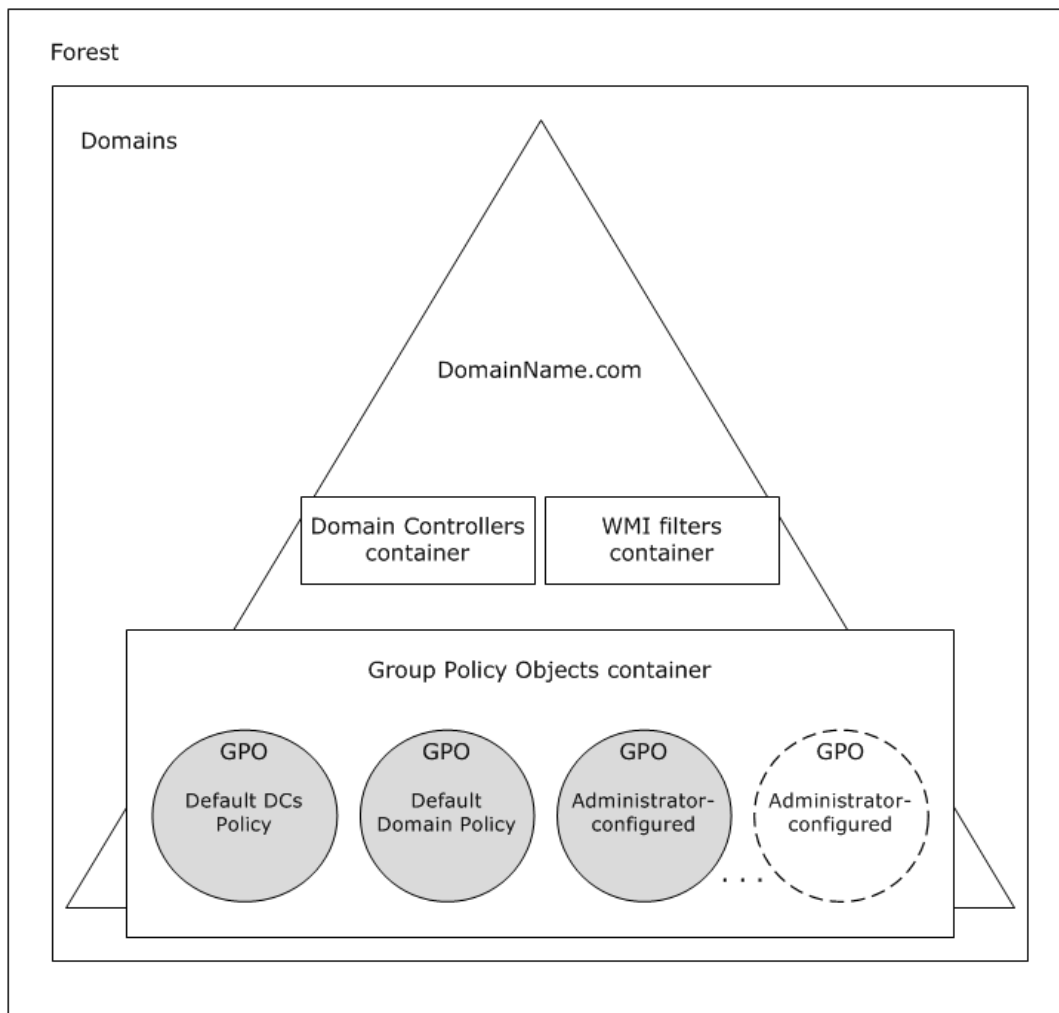 Forest
Domains
DomainName.com
Domain Controllers
container
WMI filters
container
Group Policy Objects container
GPO
Default DCs
Policy
GPO
Default
Domain Policy
GPO
Administrator-
configured
. . .
GPO
Administrator-
configured